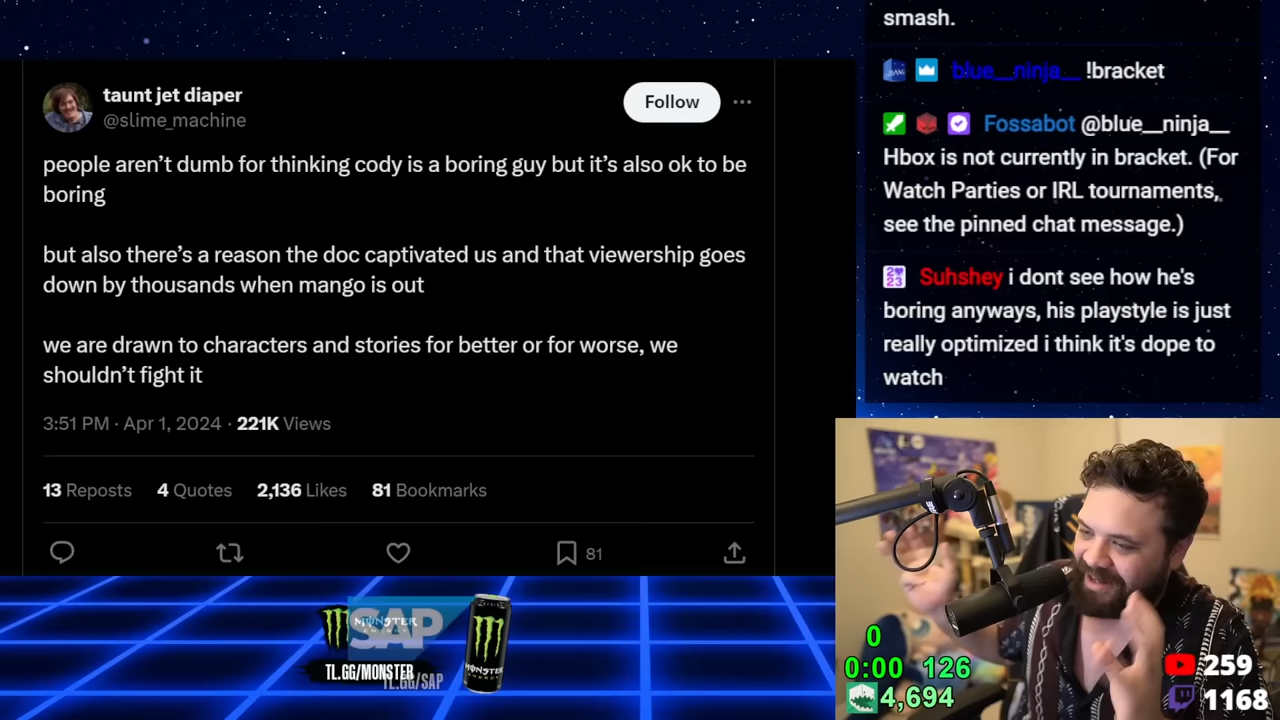 taunt jet diaper
@slime_machine
Follow
people aren't dumb for thinking cody is a boring guy but it's also ok to be
boring
but also there's a reason the doc captivated us and that viewership goes
down by thousands when mango is out
we are drawn to characters and stories for better or for worse, we
shouldn't fight it
3:51 PM · Apr 1, 2024 · 221K Views
13 Reposts 4 Quotes 2,136 Likes 81 Bookmarks
81
smash.
blue__ninja__ !bracket
Fossabot @blue__ninja__
Hbox is not currently in bracket. (For
Watch Parties or IRL tournaments,
see the pinned chat message.)
Suhshey i dont see how he's
boring anyways, his playstyle is just
really optimized i think it's dope to
watch
MONSTER
SAP
TL.GG/MONSTER
TL.GG/SAP
MONSTER
0
0:00 126
4,694
259
1168